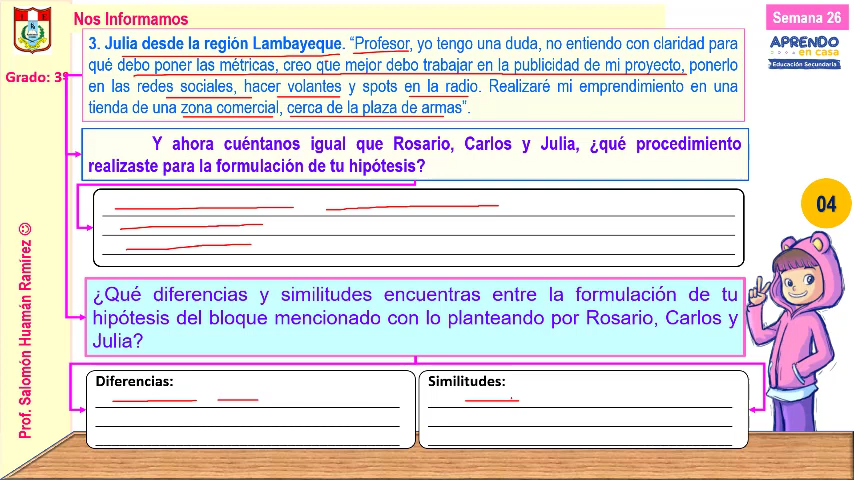 Nos Informamos
Semana 26
APRENDO
en casa
Educación Secundaria
Grado: 3º
3. Julia desde la región Lambayeque. “Profesor, yo tengo una duda, no entiendo con claridad para
qué debo poner las métricas, creo que mejor debo trabajar en la publicidad de mi proyecto, ponerlo
en las redes sociales, hacer volantes y spots en la radio. Realizaré mi emprendimiento en una
tienda de una zona comercial, cerca de la plaza de armas”.
Y ahora cuéntanos igual que Rosario, Carlos y Julia, ¿qué procedimiento
realizaste para la formulación de tu hipótesis?
04
Prof. Salomón Huamán Ramírez ☺
¿Qué diferencias y similitudes encuentras entre la formulación de tu
hipótesis del bloque mencionado con lo planteando por Rosario, Carlos y
Julia?
Diferencias:
Similitudes: